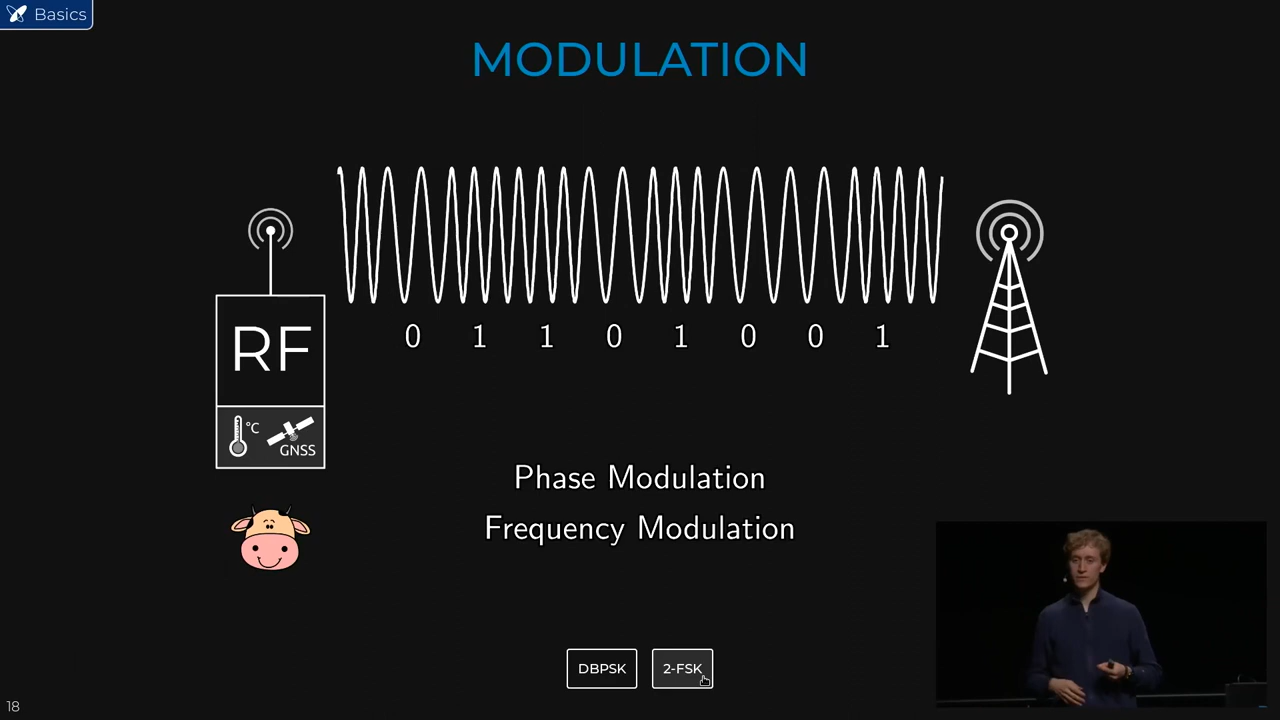 Basics
MODULATION
0 1 1 0 1 0 0 1
RF
°C
GNSS
Phase Modulation
Frequency Modulation
DBPSK 2-FSK
18